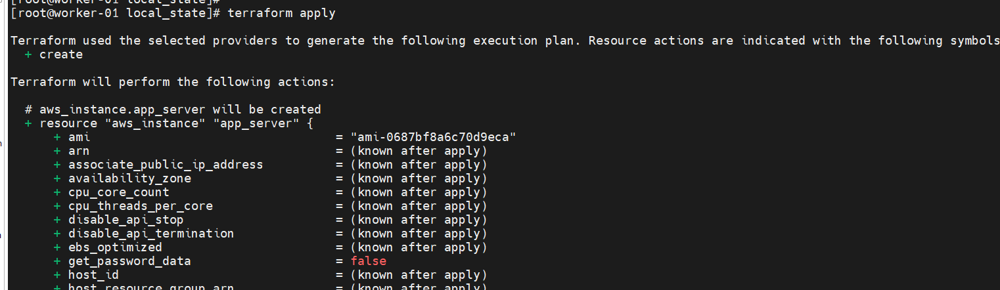 [root@worker-01 local_state]#
[root@worker-01 local_state]# terraform apply
Terraform used the selected providers to generate the following execution plan. Resource actions are indicated with the following symbols
+ create
Terraform will perform the following actions:
# aws_instance.app_server will be created
+ resource "aws_instance" "app_server" {
+ ami = "ami-0687bf8a6c70d9eca"
+ arn = (known after apply)
+ associate_public_ip_address = (known after apply)
+ availability_zone = (known after apply)
+ cpu_core_count = (known after apply)
+ cpu_threads_per_core = (known after apply)
+ disable_api_stop = (known after apply)
+ disable_api_termination = (known after apply)
+ ebs_optimized = (known after apply)
+ get_password_data = false
+ host_id = (known after apply)
+ host_resource_group_arn = (known after apply)